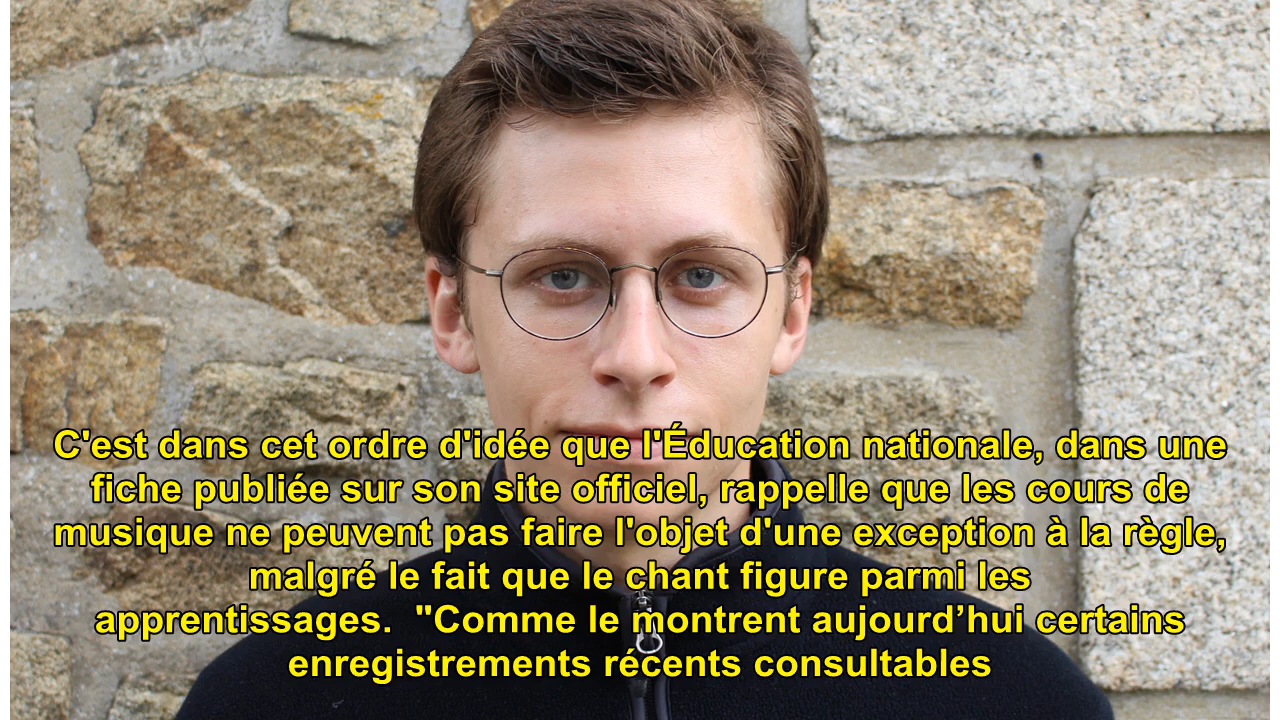 C'est dans cet ordre d'idée que l'Éducation nationale, dans une
fiche publiée sur son site officiel, rappelle que les cours de
musique ne peuvent pas faire l'objet d'une exception à la règle,
malgré le fait que le chant figure parmi les
apprentissages.  "Comme le montrent aujourd’hui certains
enregistrements récents consultables